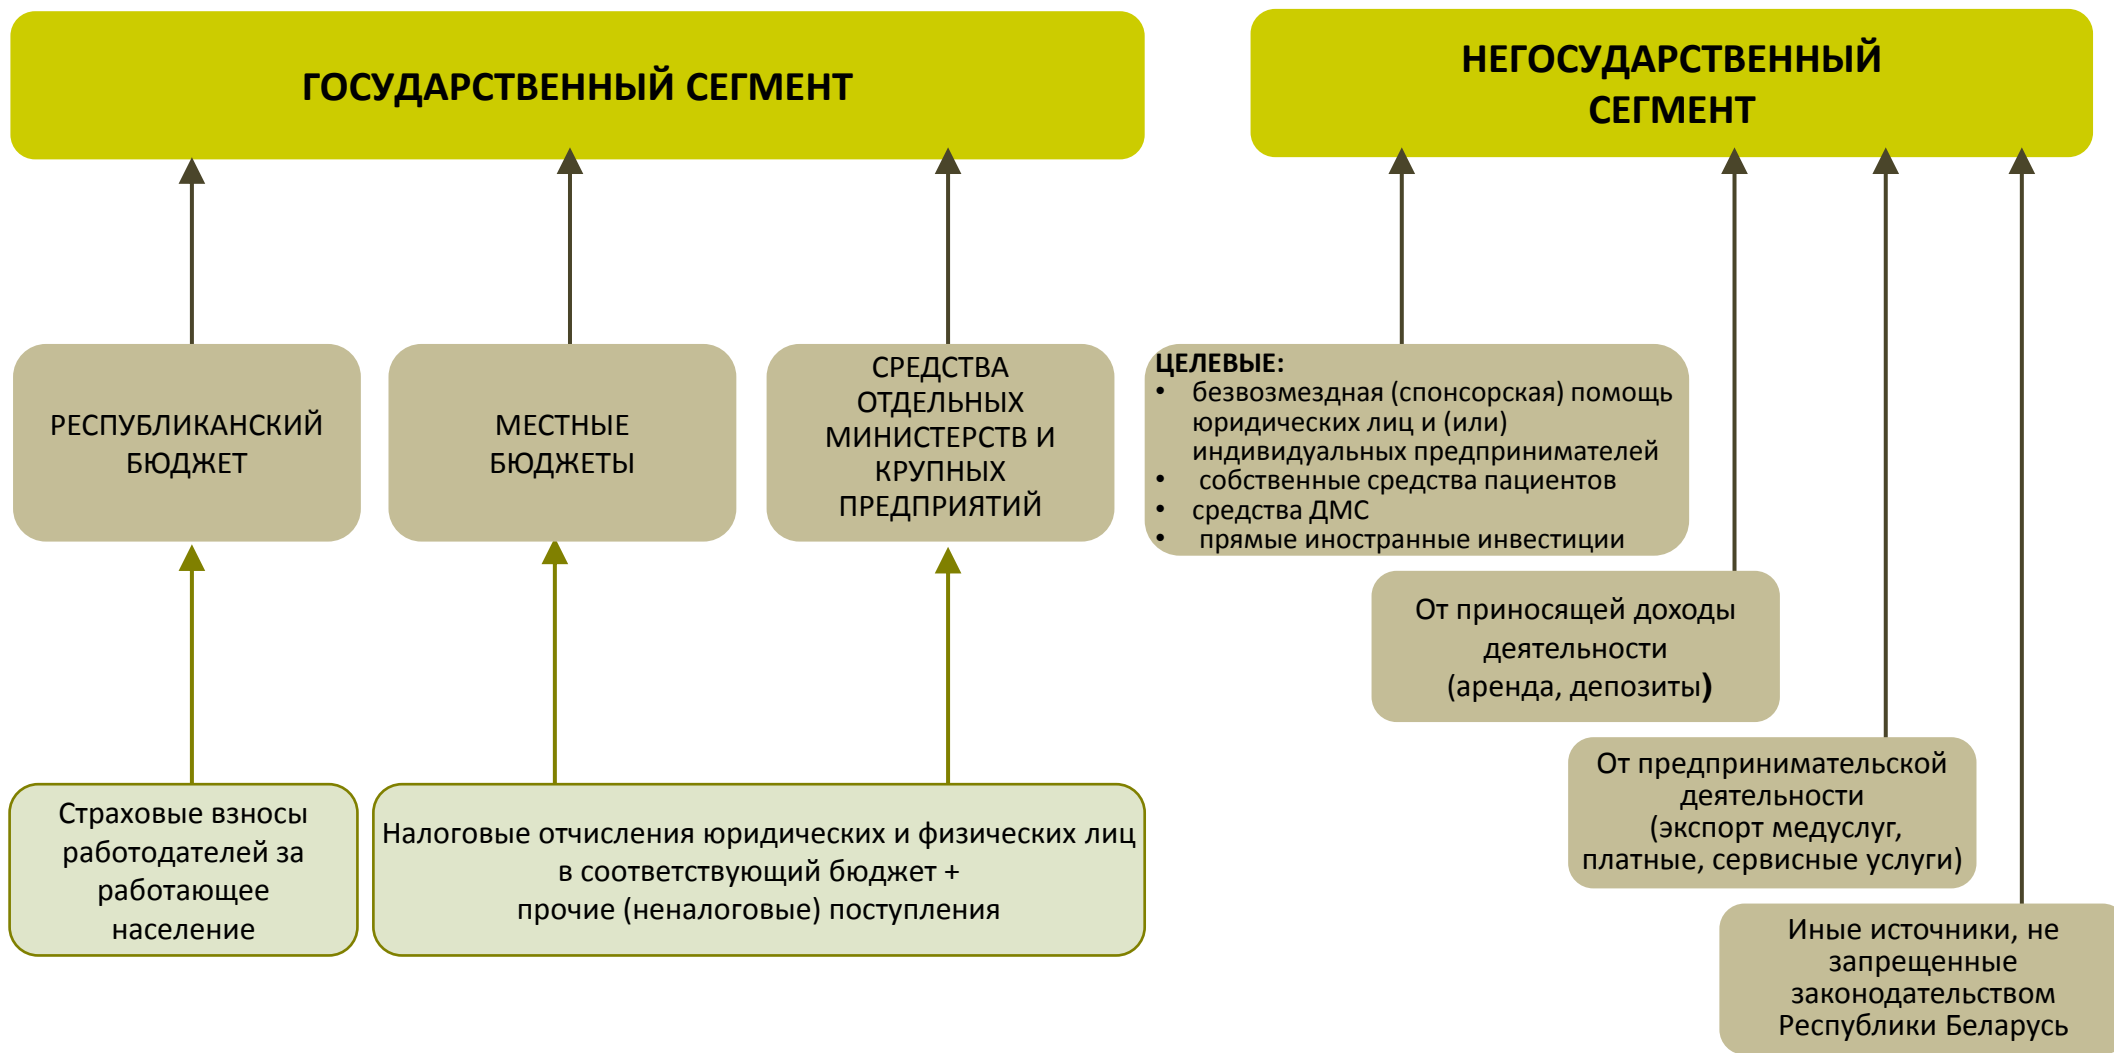 ГОСУДАРСТВЕННЫЙ СЕГМЕНТ
НЕГОСУДАРСТВЕННЫЙ
СЕГМЕНТ
РЕСПУБЛИКАНСКИЙ
БЮДЖЕТ
МЕСТНЫЕ
БЮДЖЕТЫ
СРЕДСТВА
ОТДЕЛЬНЫХ
МИНИСТЕРСТВ И
КРУПНЫХ
ПРЕДПРИЯТИЙ
ЦЕЛЕВЫЕ:
• безвозмездная (спонсорская) помощь
юридических лиц и (или)
индивидуальных предпринимателей
• собственные средства пациентов
• средства ДМС
• прямые иностранные инвестиции
От приносящей доходы
деятельности
(аренда, депозиты)
От предпринимательской
деятельности
(экспорт медуслуг,
платные, сервисные услуги)
Иные источники, не
запрещенные
законодательством
Республики Беларусь
Страховые взносы
работодателей за
работающее
население
Налоговые отчисления юридических и физических лиц
в соответствующий бюджет +
прочие (неналоговые) поступления